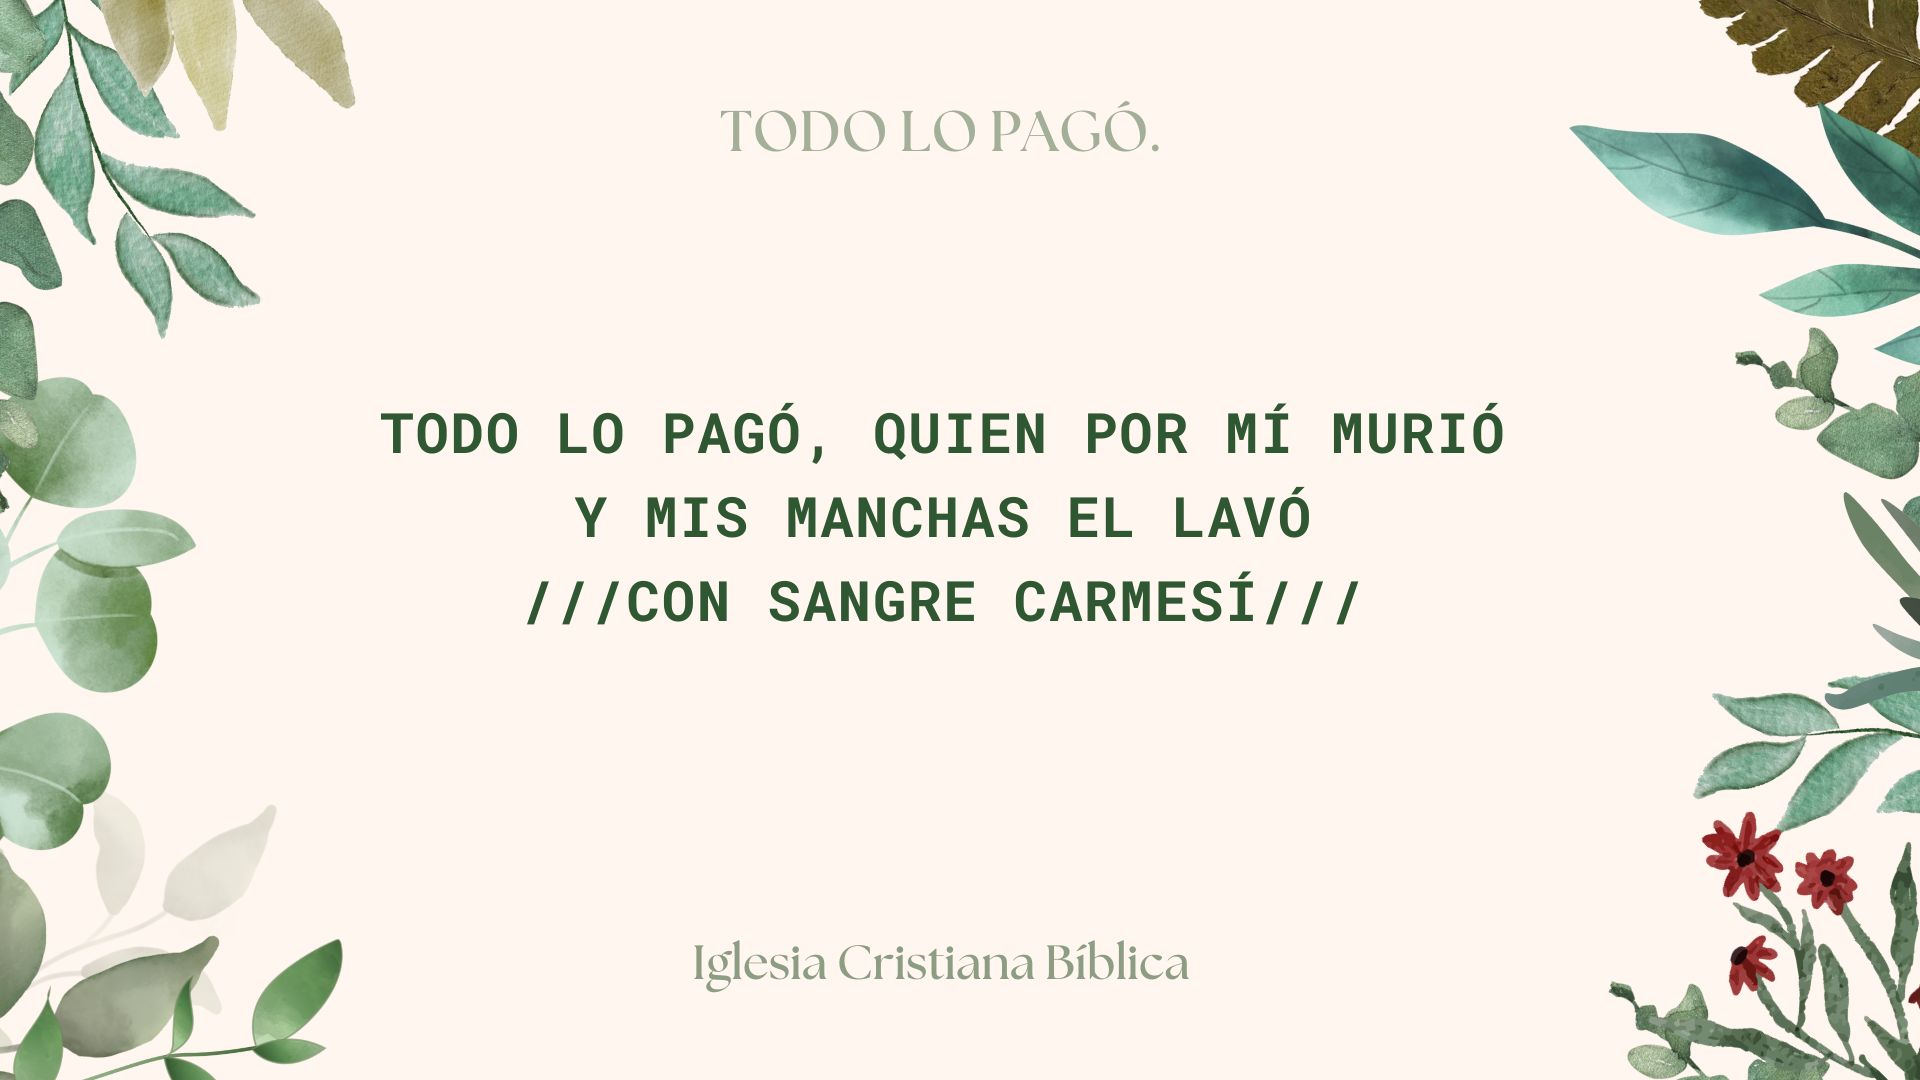 TODO LO PAGÓ.
TODO LO PAGÓ, QUIEN POR MÍ MURIÓ
Y MIS MANCHAS EL LAVÓ
///CON SANGRE CARMESÍ///
Iglesia Cristiana Bíblica